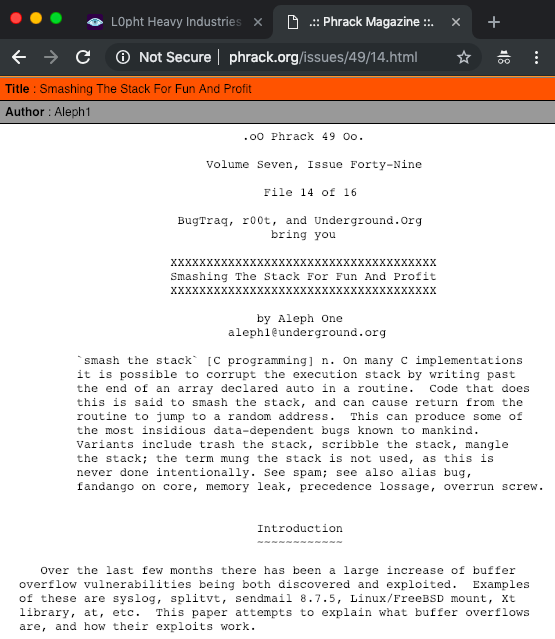 L0pht Heavy Industries
.:: Phrack Magazine ::.
Not Secure | phrack.org/issues/49/14.html
Title : Smashing The Stack For Fun And Profit
Author : Aleph1
.oO Phrack 49 Oo.
Volume Seven, Issue Forty-Nine
File 14 of 16
BugTraq, r00t, and Underground.Org
bring you
XXXXXXXXXXXXXXXXXXXXXXXXXXXXXXXXXXXXX
Smashing The Stack For Fun And Profit
XXXXXXXXXXXXXXXXXXXXXXXXXXXXXXXXXXXXX
by Aleph One
aleph1@underground.org
`smash the stack` [C programming] n. On many C implementations
it is possible to corrupt the execution stack by writing past
the end of an array declared auto in a routine.  Code that does
this is said to smash the stack, and can cause return from the
routine to jump to a random address.  This can produce some of
the most insidious data-dependent bugs known to mankind.
Variants include trash the stack, scribble the stack, mangle
the stack; the term mung the stack is not used, as this is
never done intentionally. See spam; see also alias bug,
fandango on core, memory leak, precedence lossage, overrun screw.
Introduction
~~~~~~~~~~~~
Over the last few months there has been a large increase of buffer
overflow vulnerabilities being both discovered and exploited.  Examples
of these are syslog, splitvt, sendmail 8.7.5, Linux/FreeBSD mount, Xt
library, at, etc.  This paper attempts to explain what buffer overflows
are, and how their exploits work.